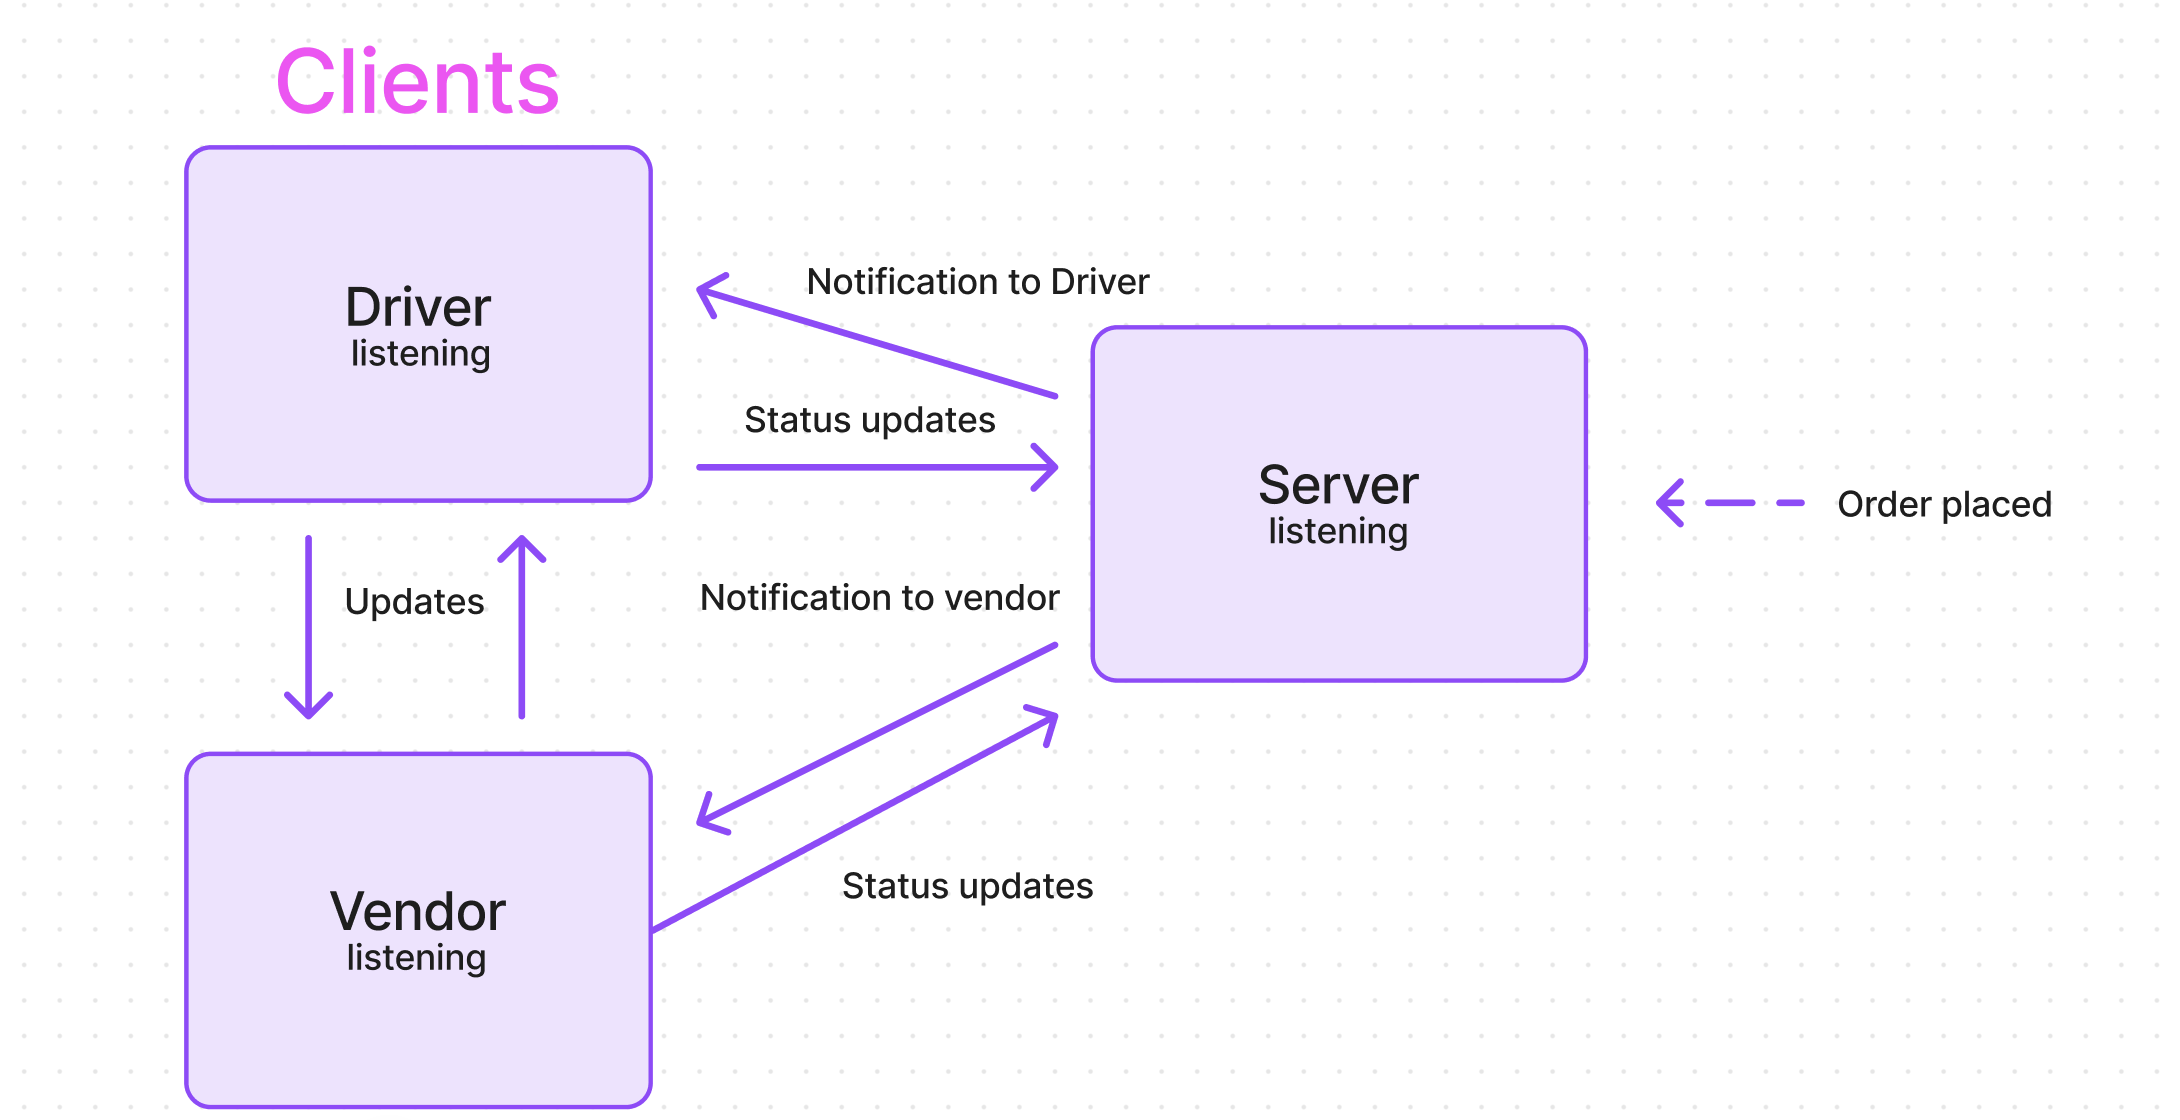 Clients
Driver
listening
Notification to Driver
Status updates
Server
listening
Order placed
Updates
Notification to vendor
Vendor
listening
Status updates